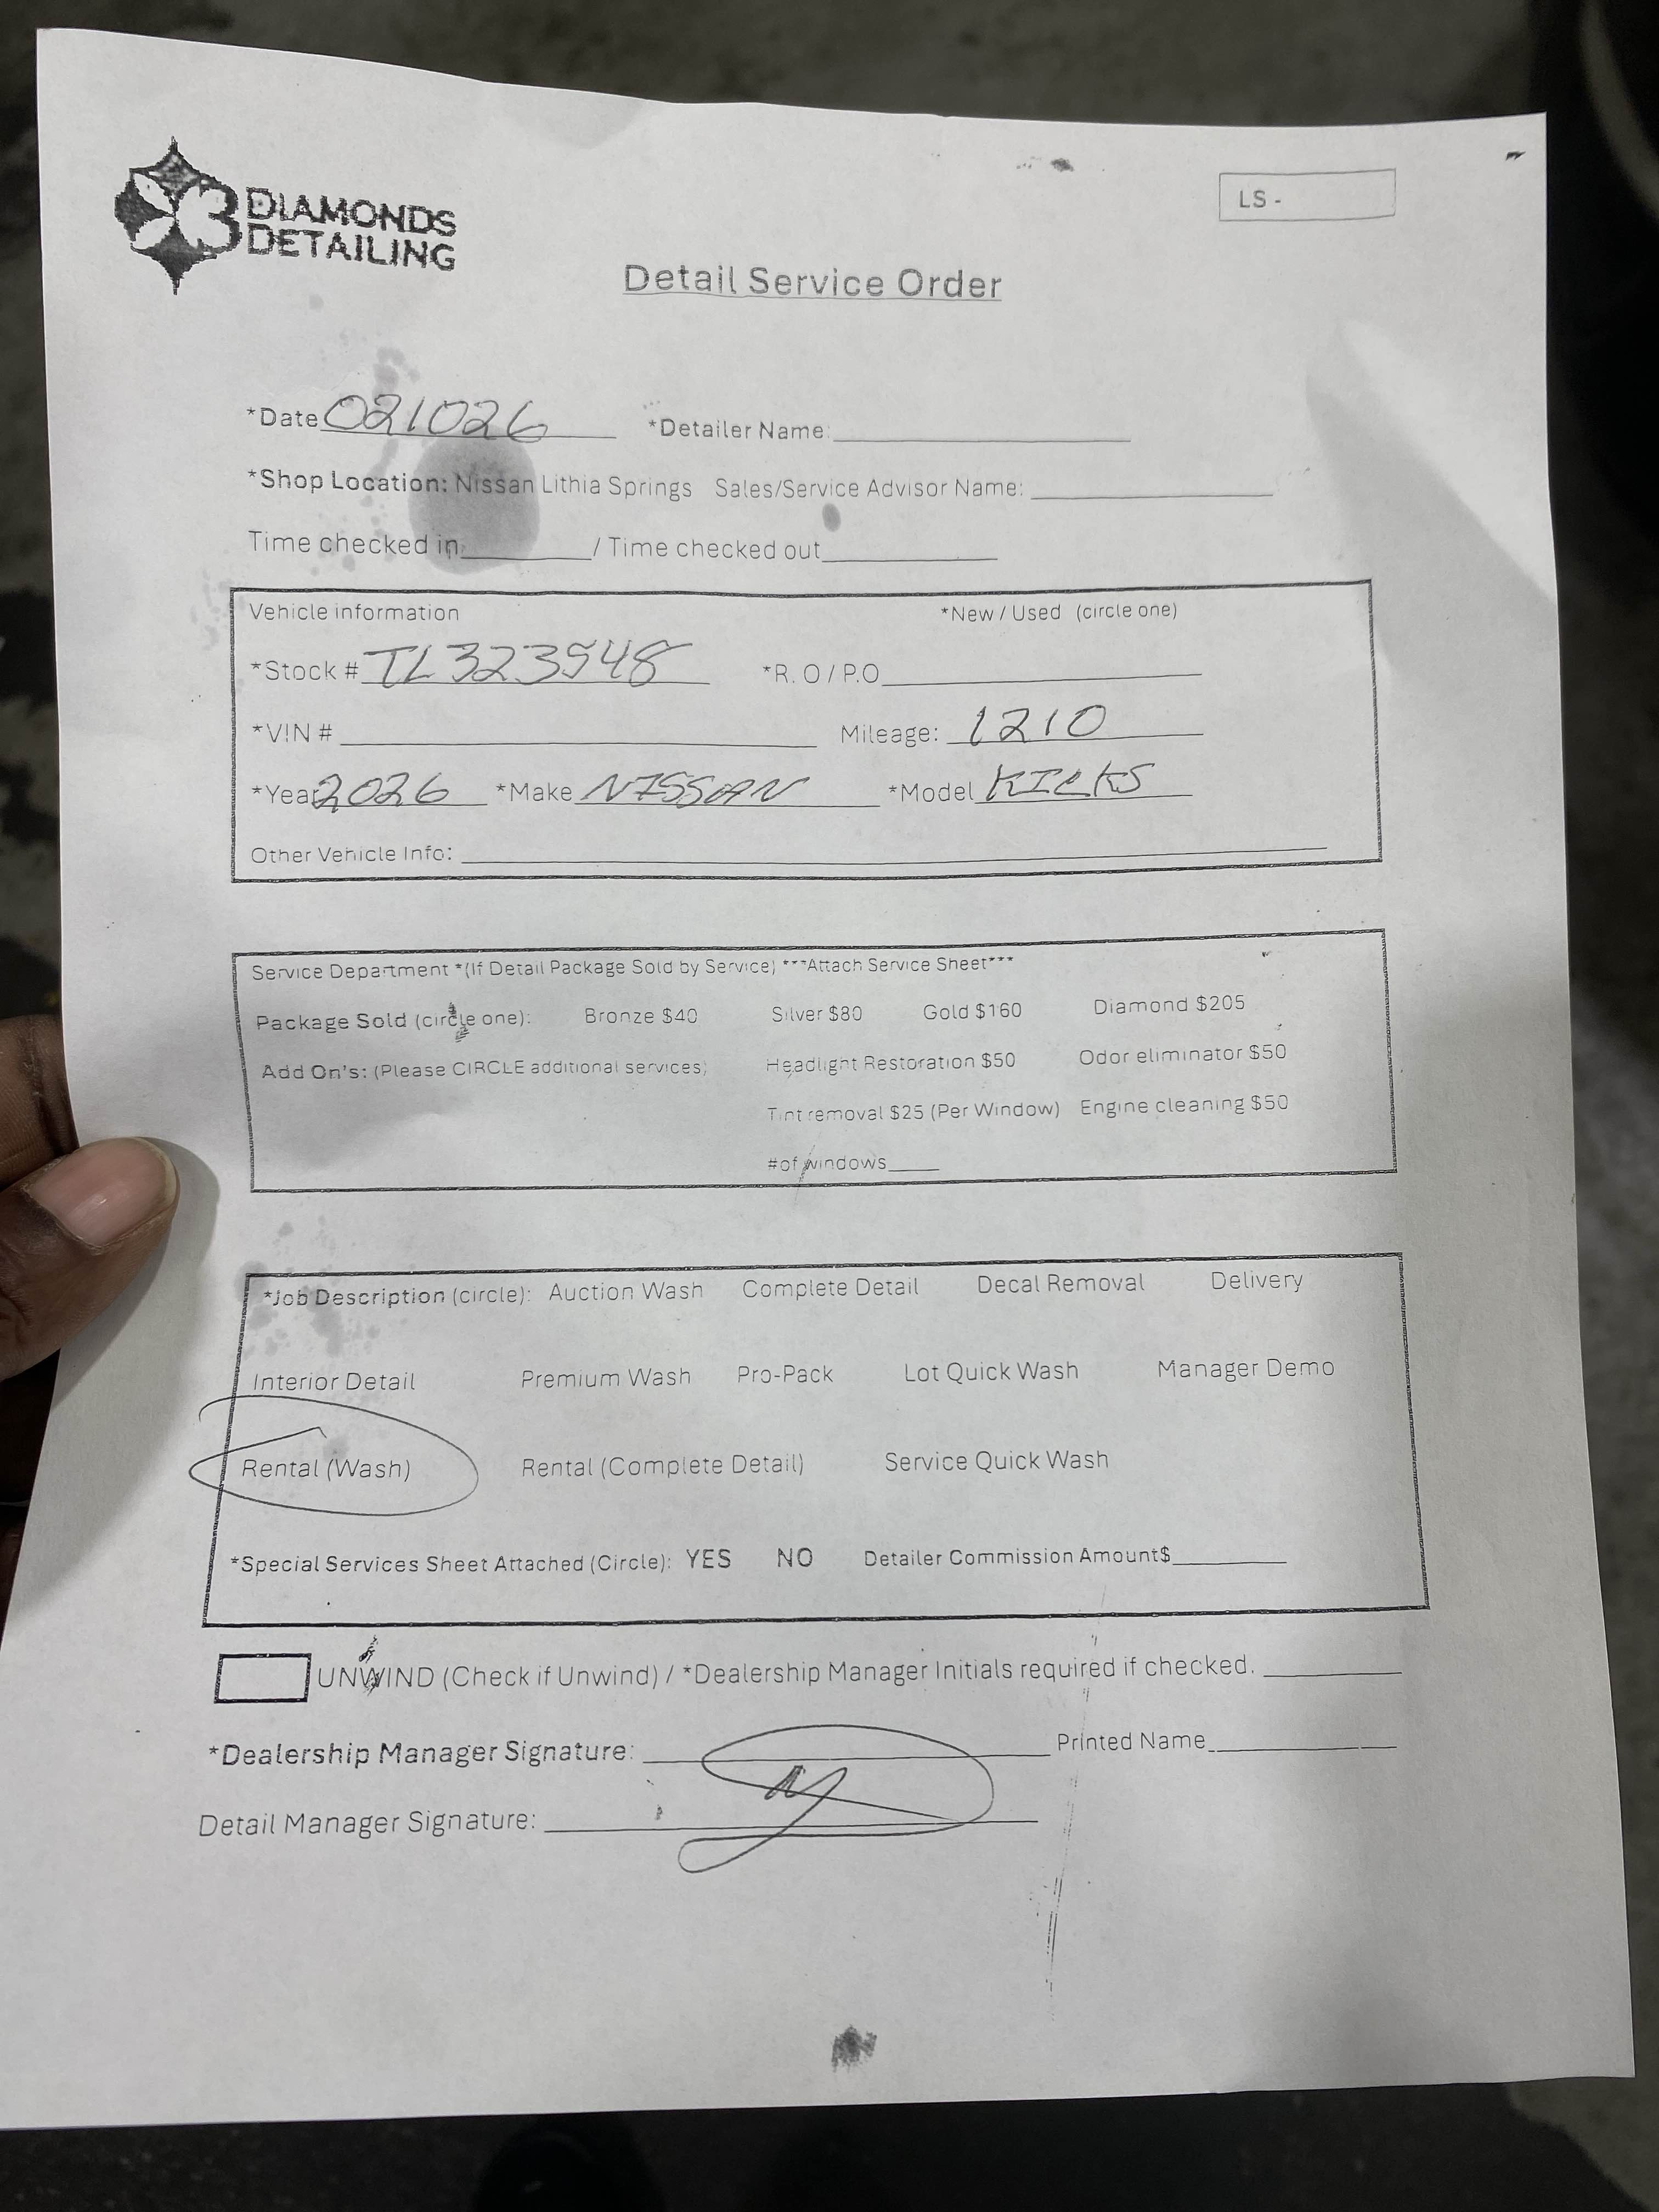 3 DIAMONDS
DETAILING
LS -
Detail Service Order
*Date 021026 *Detailer Name:
*Shop Location: Nissan Lithia Springs Sales/Service Advisor Name:
Time checked in / Time checked out
Vehicle information *New / Used (circle one)
*Stock # TL323548 *R.O / P.O
*VIN # Mileage: 1210
*Year 2026 *Make NISSAN *Model KICKS
Other Vehicle Info:
Service Department *(If Detail Package Sold by Service) ***Attach Service Sheet***
Package Sold (circle one): Bronze $40 Silver $80 Gold $160 Diamond $205
Add On's: (Please CIRCLE additional services) Headlight Restoration $50 Odor eliminator $50
Tint removal $25 (Per Window) Engine cleaning $50
#of windows
*Job Description (circle): Auction Wash Complete Detail Decal Removal Delivery
Interior Detail Premium Wash Pro-Pack Lot Quick Wash Manager Demo
Rental (Wash) Rental (Complete Detail) Service Quick Wash
*Special Services Sheet Attached (Circle): YES NO Detailer Commission Amount$
UNWIND (Check if Unwind) / *Dealership Manager Initials required if checked.
*Dealership Manager Signature: Printed Name
Detail Manager Signature: